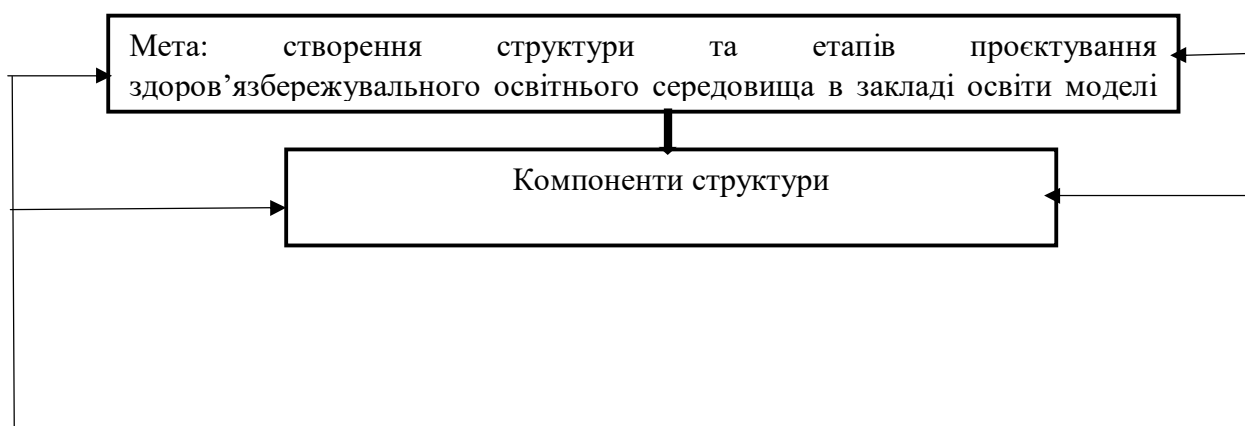 Мета: створення структури та етапів проєктування
здоров’язбережувального освітнього середовища в закладі освіти моделі
Компоненти структури